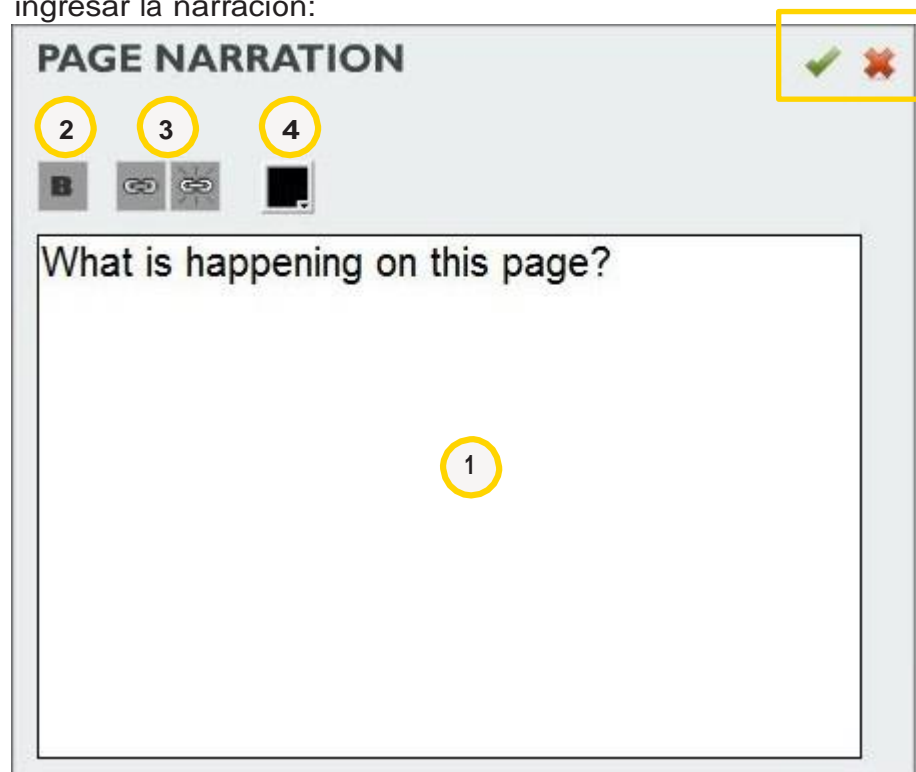 ingresar la narración:
PAGE NARRATION
2 3 4
B
What is happening on this page?
1